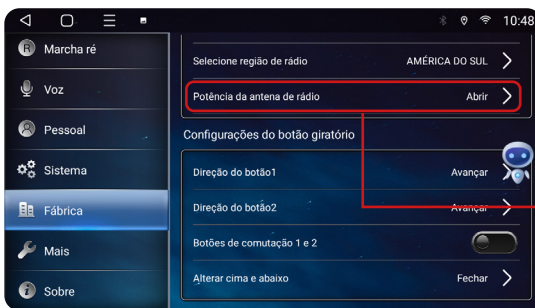 10:48
R Marcha ré
Voz
Pessoal
Sistema
Fábrica
Mais
Sobre
Selecione região de rádio AMÉRICA DO SUL
Potência da antena de rádio Abrir
Configurações do botão giratório
Direção do botão1 Avançar
Direção do botão2 Avançar
Botões de comutação 1 e 2
Alterar cima e abaixo Fechar